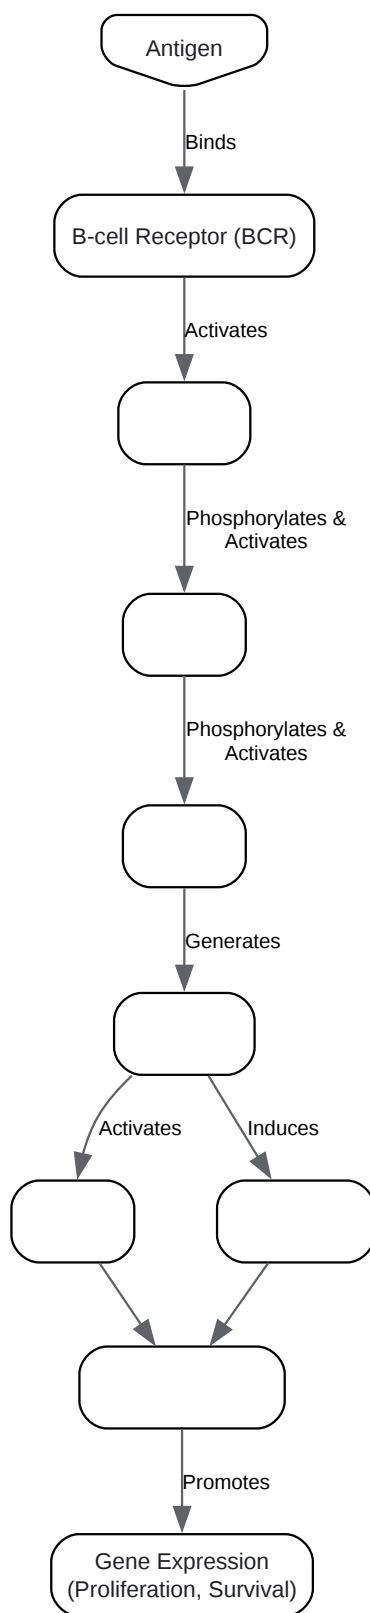 Antigen
Binds
B-cell Receptor (BCR)
Activates
Phosphorylates &
Activates
Phosphorylates &
Activates
Generates
Activates
Induces
Promotes
Gene Expression
(Proliferation, Survival)